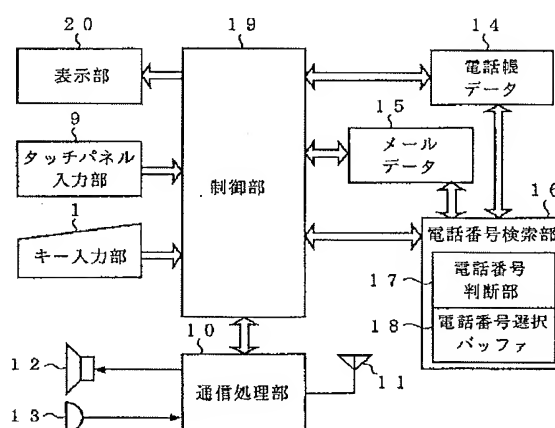 20
表示部
9
タッチパネル
入力部
1
キー入力部
19
制御部
14
電話帳
データ
15
メール
データ
16
電話番号検索部
17
電話番号
判断部
18
電話番号選択
バッファ
10
通信処理部
11
12
13